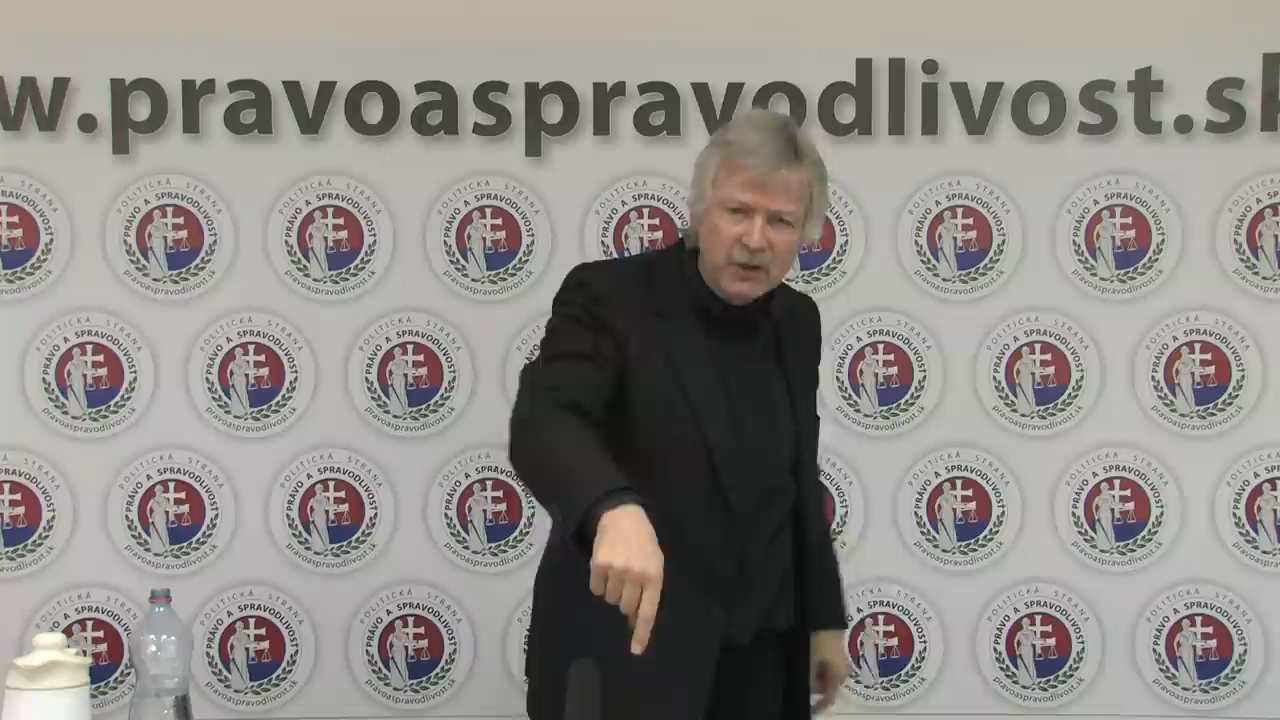 w.pravoaspravodlivost.sk
POLITICKÁ STRANA
PRÁVO A SPRAVODLIVOSŤ
pravoaspravodlivost.sk